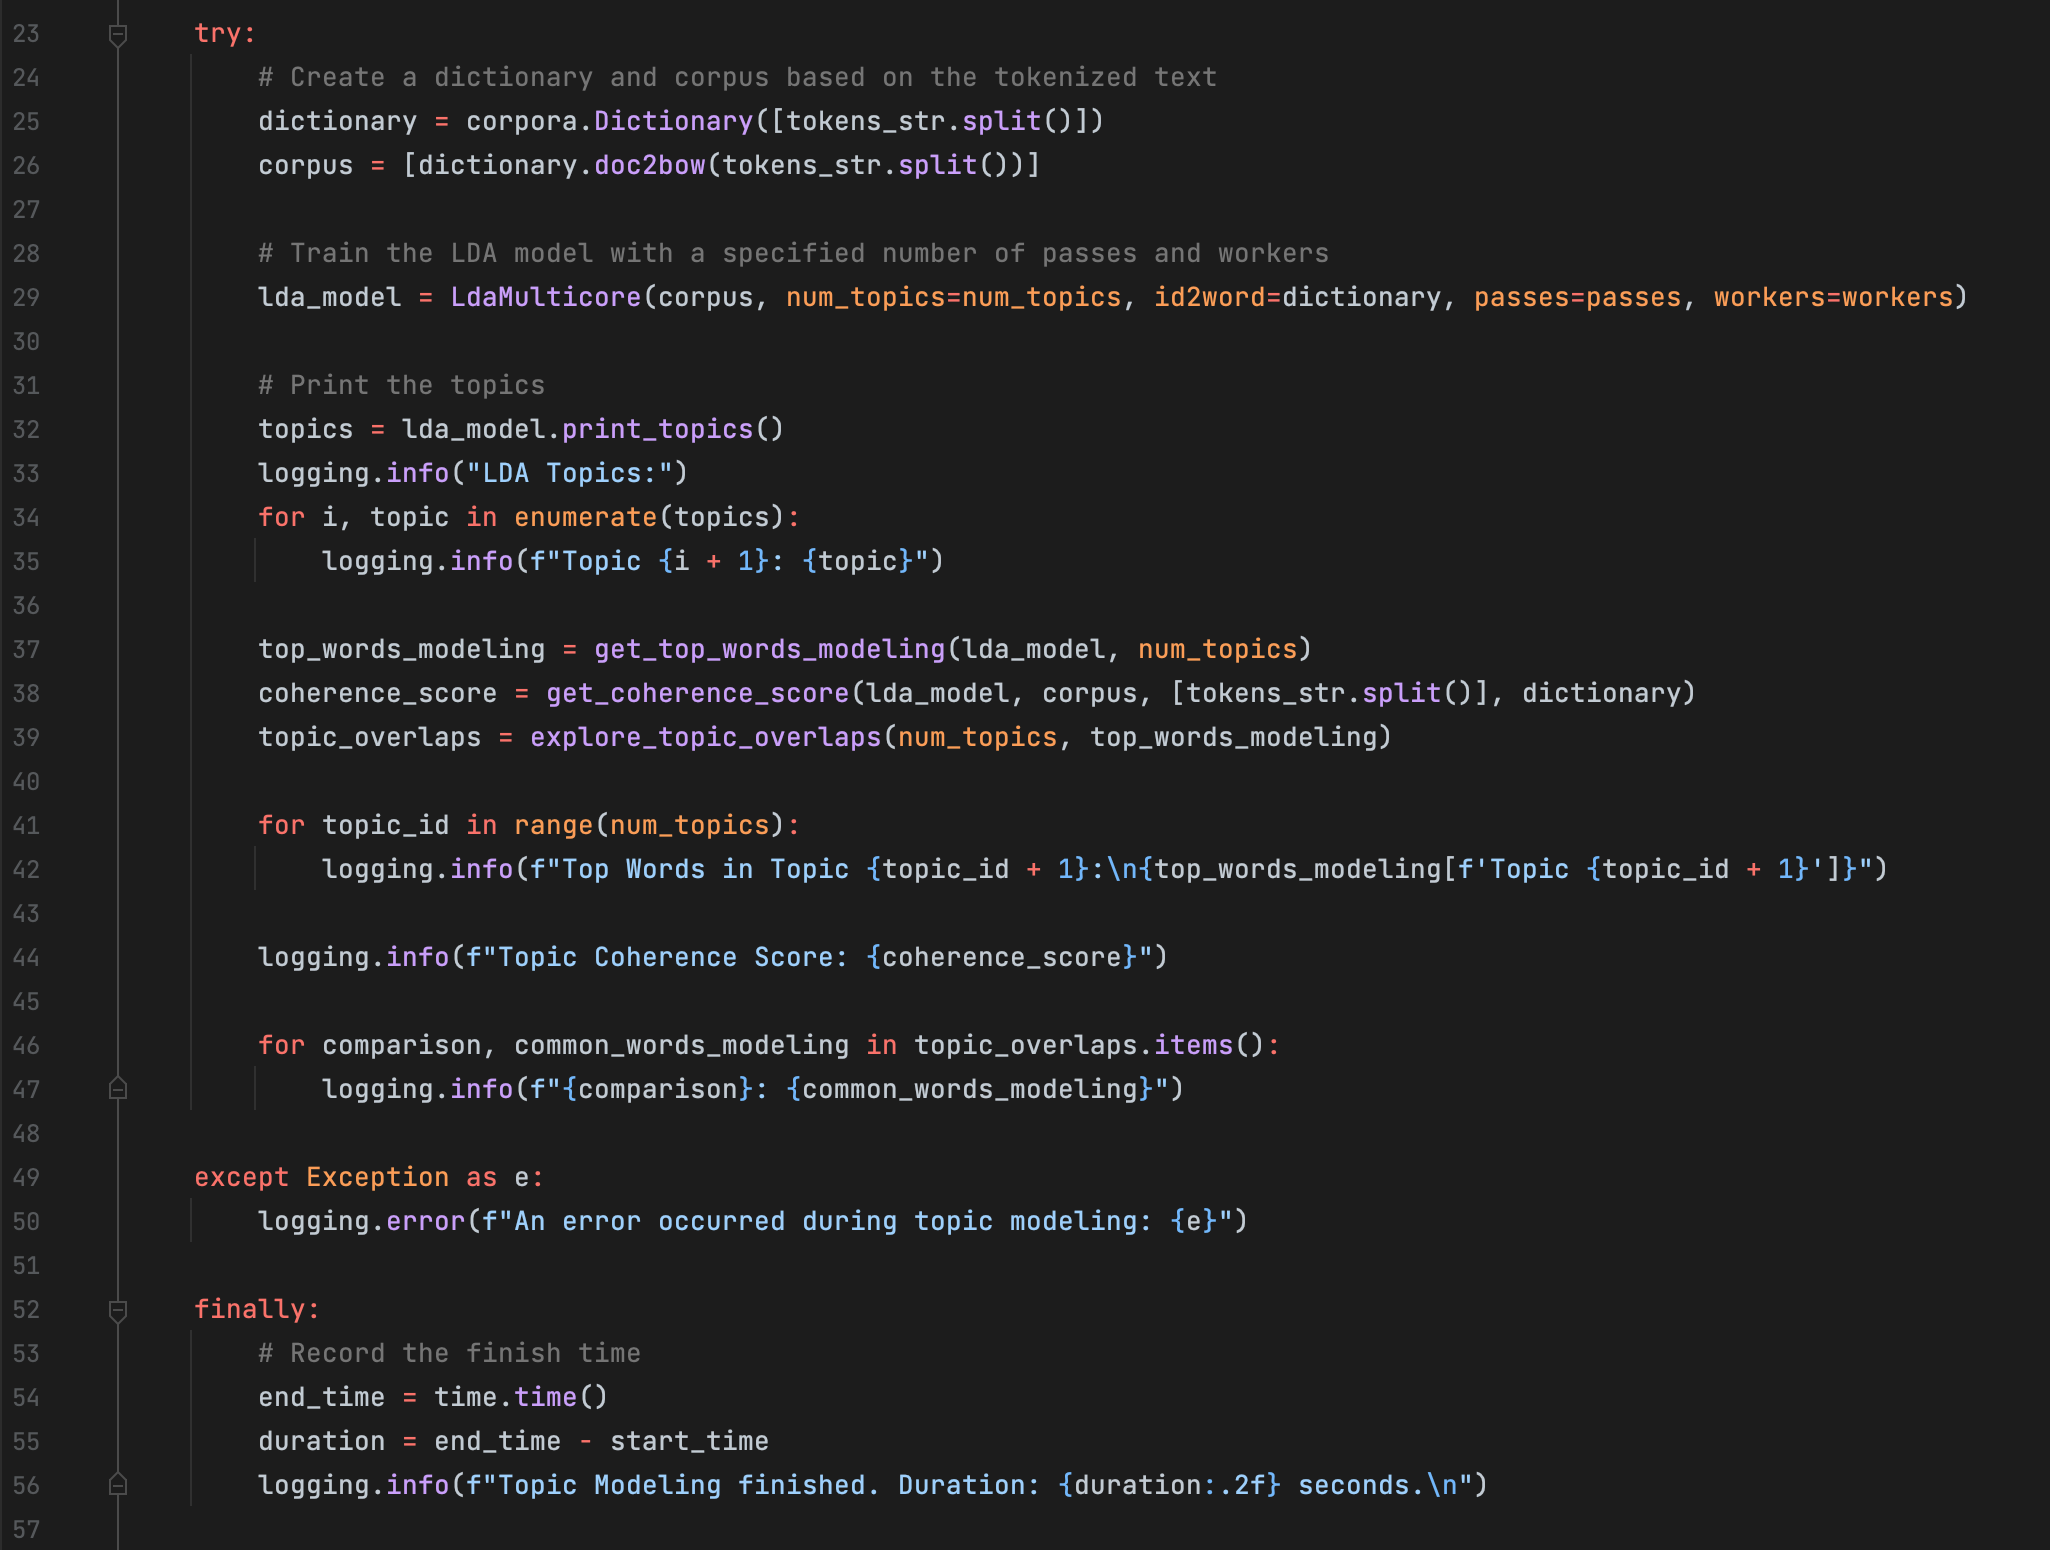 23 try:
24 # Create a dictionary and corpus based on the tokenized text
25 dictionary = corpora.Dictionary([tokens_str.split()])
26 corpus = [dictionary.doc2bow(tokens_str.split())]
27
28 # Train the LDA model with a specified number of passes and workers
29 lda_model = LdaMulticore(corpus, num_topics=num_topics, id2word=dictionary, passes=passes, workers=workers)
30
31 # Print the topics
32 topics = lda_model.print_topics()
33 logging.info("LDA Topics:")
34 for i, topic in enumerate(topics):
35 logging.info(f"Topic {i + 1}: {topic}")
36
37 top_words_modeling = get_top_words_modeling(lda_model, num_topics)
38 coherence_score = get_coherence_score(lda_model, corpus, [tokens_str.split()], dictionary)
39 topic_overlaps = explore_topic_overlaps(num_topics, top_words_modeling)
40
41 for topic_id in range(num_topics):
42 logging.info(f"Top Words in Topic {topic_id + 1}:\n{top_words_modeling[f'Topic {topic_id + 1}']}")
43
44 logging.info(f"Topic Coherence Score: {coherence_score}")
45
46 for comparison, common_words_modeling in topic_overlaps.items():
47 logging.info(f"{comparison}: {common_words_modeling}")
48
49 except Exception as e:
50 logging.error(f"An error occurred during topic modeling: {e}")
51
52 finally:
53 # Record the finish time
54 end_time = time.time()
55 duration = end_time - start_time
56 logging.info(f"Topic Modeling finished. Duration: {duration:.2f} seconds.\n")
57